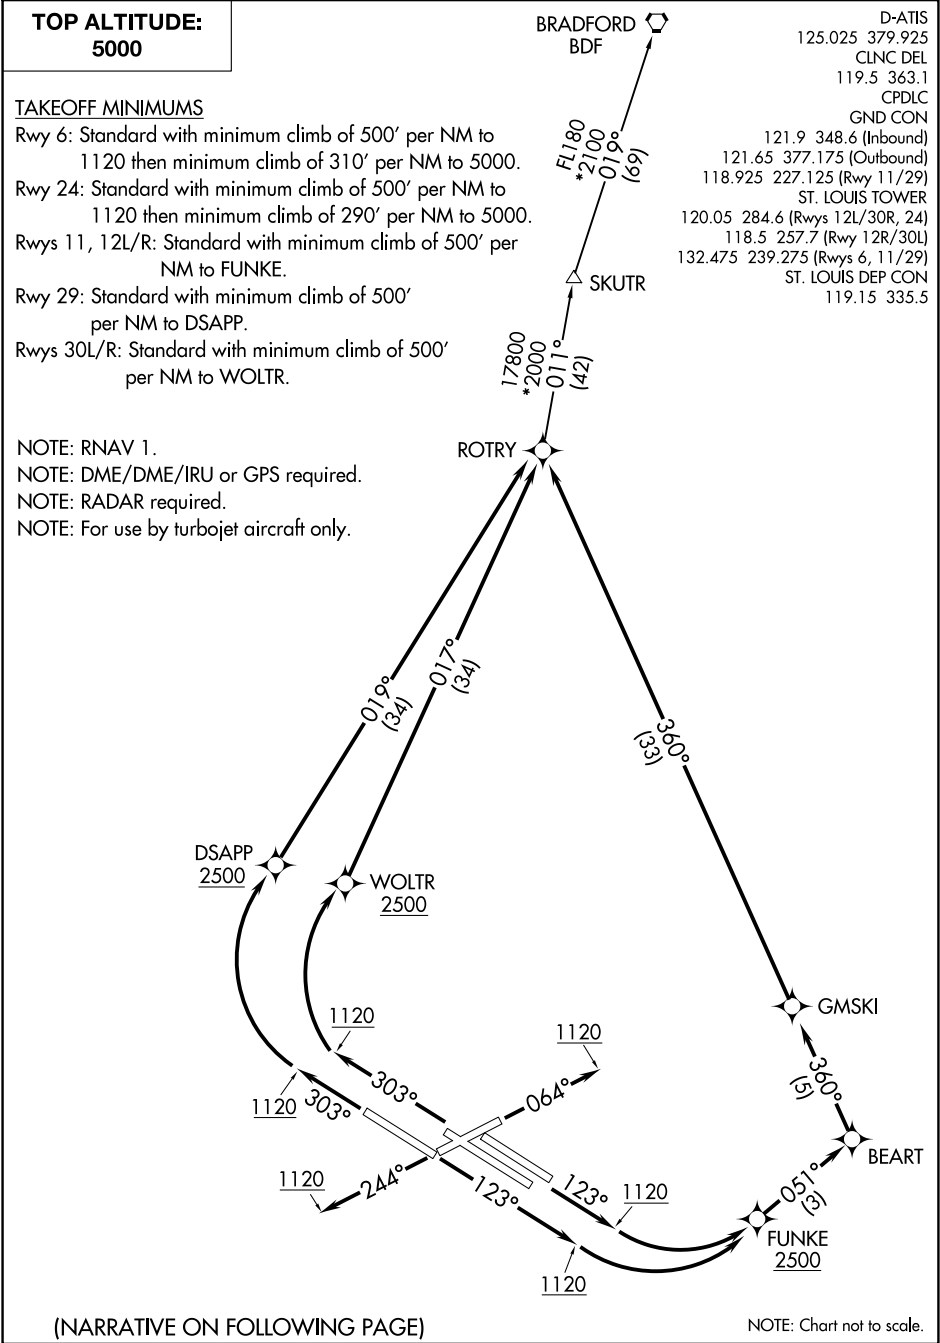 TOP ALTITUDE:
5000
TAKEOFF MINIMUMS
Rwy 6: Standard with minimum climb of 500' per NM to
1120 then minimum climb of 310' per NM to 5000.
Rwy 24: Standard with minimum climb of 500' per NM to
1120 then minimum climb of 290' per NM to 5000.
Rwys 11, 12L/R: Standard with minimum climb of 500' per
NM to FUNKE.
Rwy 29: Standard with minimum climb of 500'
per NM to DSAPP.
Rwys 30L/R: Standard with minimum climb of 500'
per NM to WOLTR.
NOTE: RNAV 1.
NOTE: DME/DME/IRU or GPS required.
NOTE: RADAR required.
NOTE: For use by turbojet aircraft only.
D-ATIS
125.025 379.925
CLNC DEL
119.5 363.1
CPDLC
GND CON
121.9 348.6 (Inbound)
121.65 377.175 (Outbound)
118.925 227.125 (Rwy 11/29)
ST. LOUIS TOWER
120.05 284.6 (Rwys 12L/30R, 24)
118.5 257.7 (Rwy 12R/30L)
132.475 239.275 (Rwys 6, 11/29)
ST. LOUIS DEP CON
119.15 335.5
BRADFORD
BDF
FL180
*2100
019°
(69)
SKUTR
17800
*2000
011°
(42)
ROTRY
019°
(34)
017°
(34)
360°
(33)
DSAPP
2500
WOLTR
2500
GMSKI
1120
1120
303°
064°
360°
(5)
1120
303°
BEART
1120
244°
123°
123°
1120
051°
(3)
FUNKE
2500
1120
(NARRATIVE ON FOLLOWING PAGE)
NOTE: Chart not to scale.